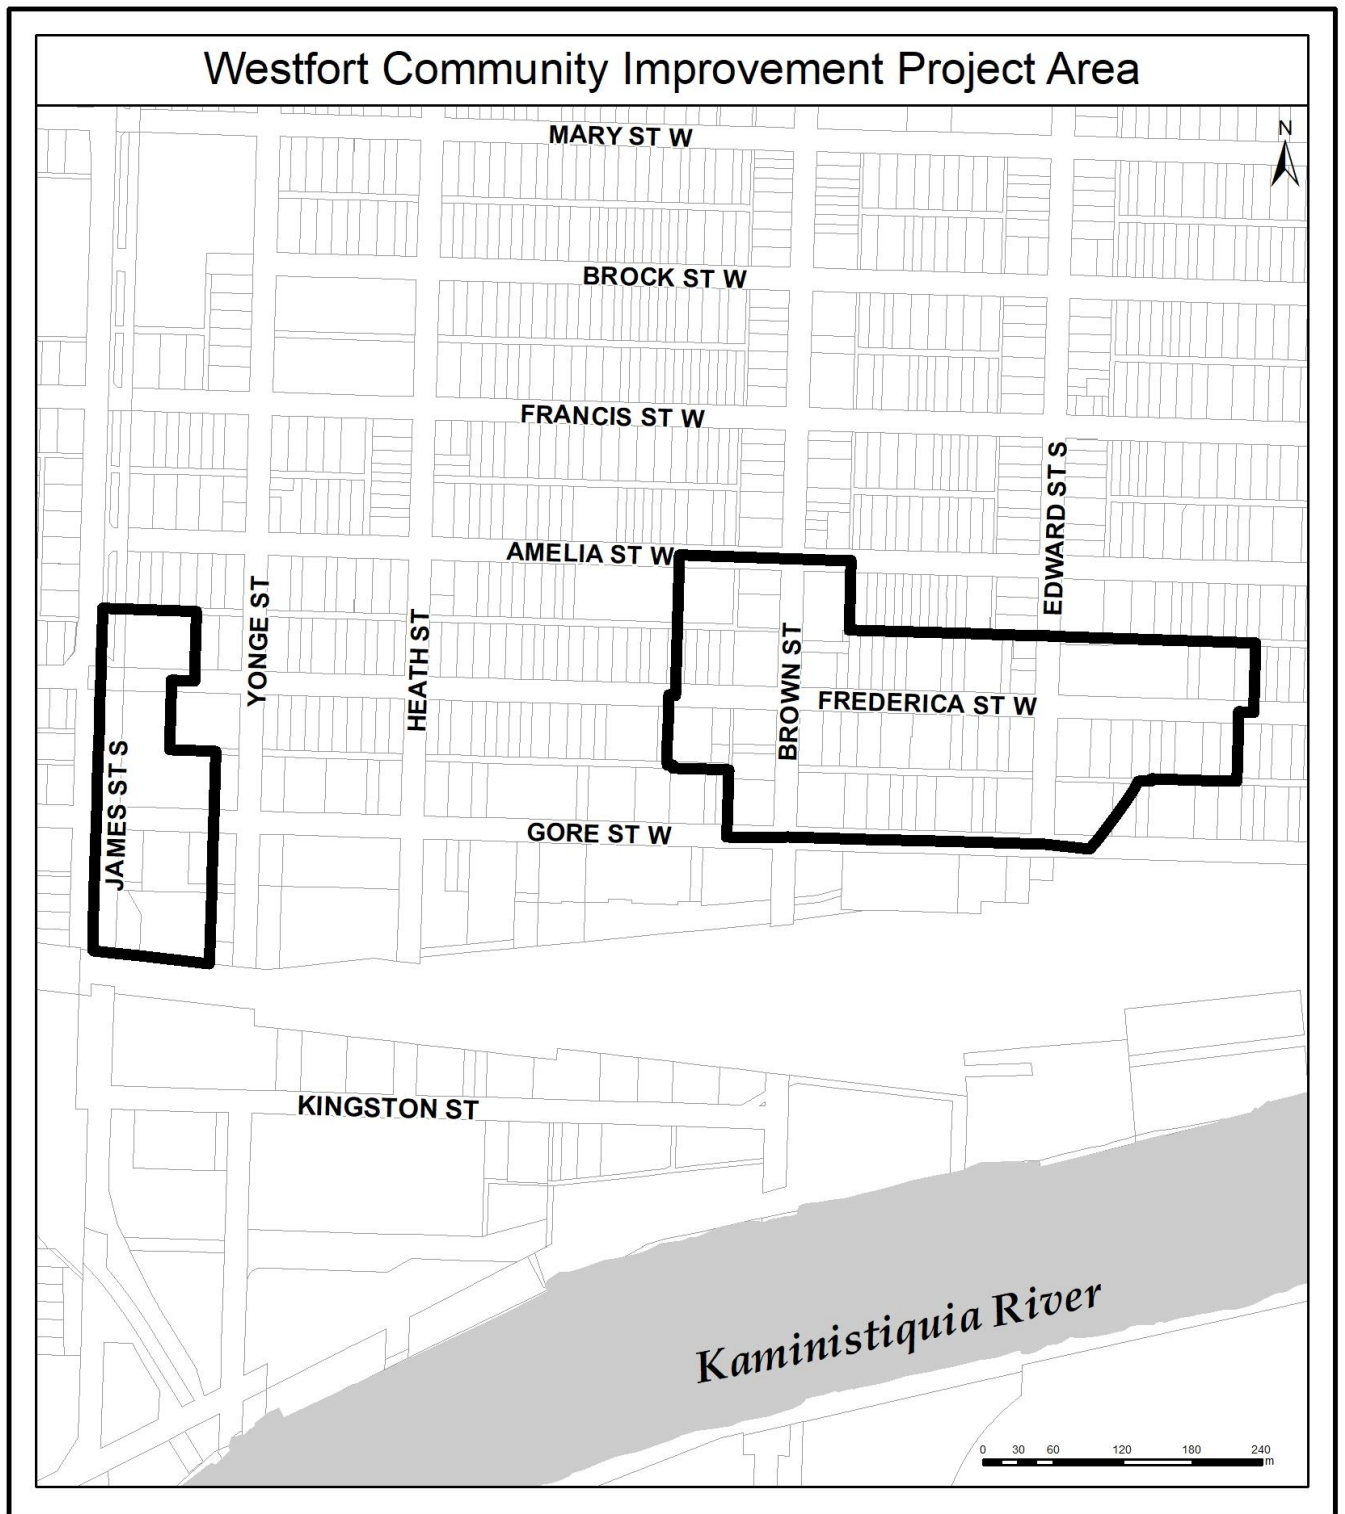 Westfort Community Improvement Project Area
N
MARY ST W
BROCK ST W
FRANCIS ST W
EDWARD ST S
AMELIA ST W
YONGE ST
HEATH ST
BROWN ST
FREDERICA ST W
JAMES ST S
GORE ST W
KINGSTON ST
Kaministiquia River
0 30 60 120 180 240
m